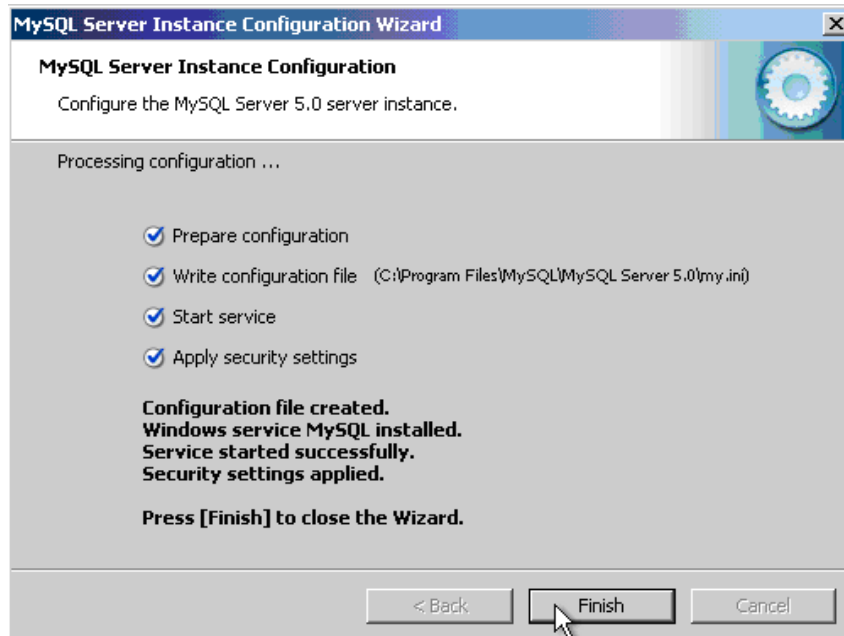 MySQL Server Instance Configuration Wizard
MySQL Server Instance Configuration
Configure the MySQL Server 5.0 server instance.
Processing configuration ...
Prepare configuration
Write configuration file (C:\Program Files\MySQL\MySQL Server 5.0\my.ini)
Start service
Apply security settings
Configuration file created.
Windows service MySQL installed.
Service started successfully.
Security settings applied.
Press [Finish] to close the Wizard.
< Back Finish Cancel